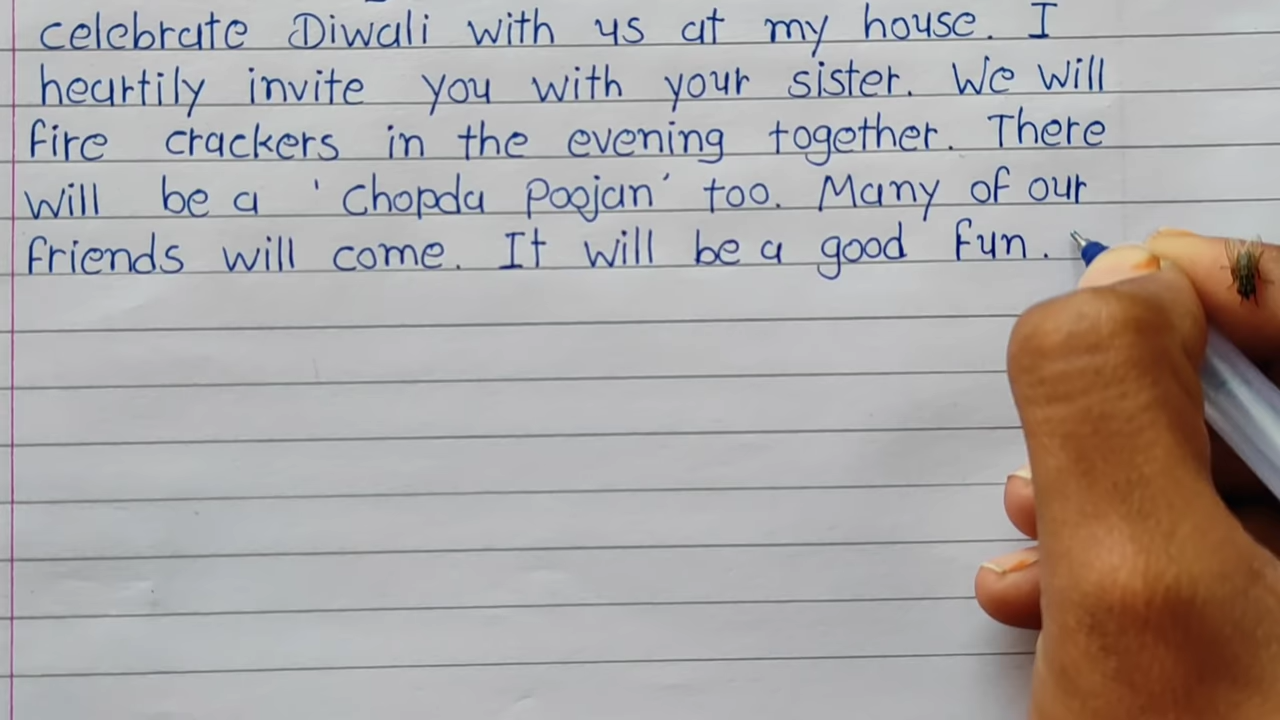 celebrate Diwali with us at my house. I
heartily invite you with your sister. We will
fire crackers in the evening together. There
will be a 'Chopda Poojan' too. Many of our
friends will come. It will be a good fun.